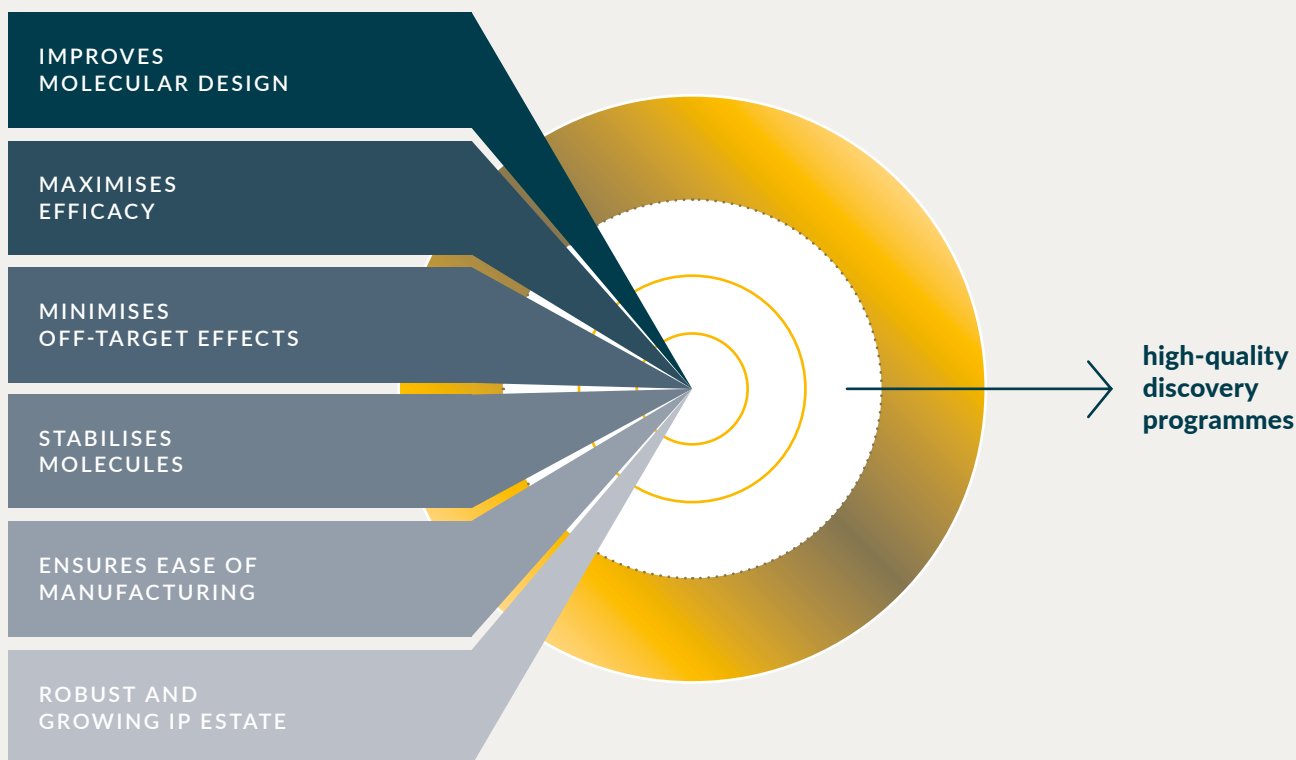 IMPROVES
MOLECULAR DESIGN
MAXIMISES
EFFICACY
MINIMISES
OFF-TARGET EFFECTS
STABILISES
MOLECULES
ENSURES EASE OF
MANUFACTURING
ROBUST AND
GROWING IP ESTATE
high-quality
discovery
programmes